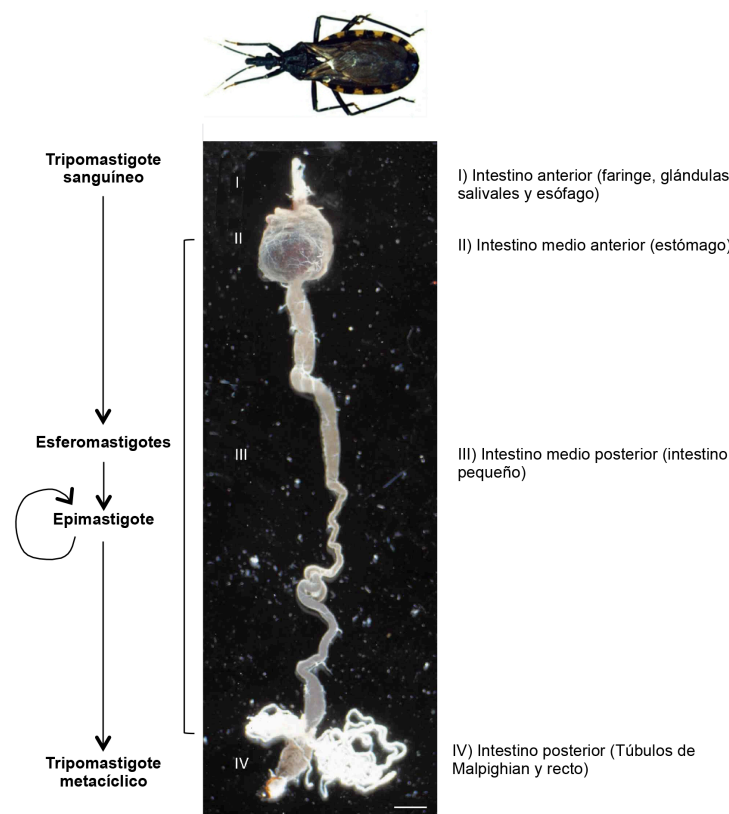 Tripomastigote
sanguíneo
I
I) Intestino anterior (faringe, glándulas
salivales y esófago)
II
II) Intestino medio anterior (estómago)
Esferomastigotes
III
III) Intestino medio posterior (intestino
pequeño)
Epimastigote
Tripomastigote
metacíclico
IV
IV) Intestino posterior (Túbulos de
Malpighian y recto)